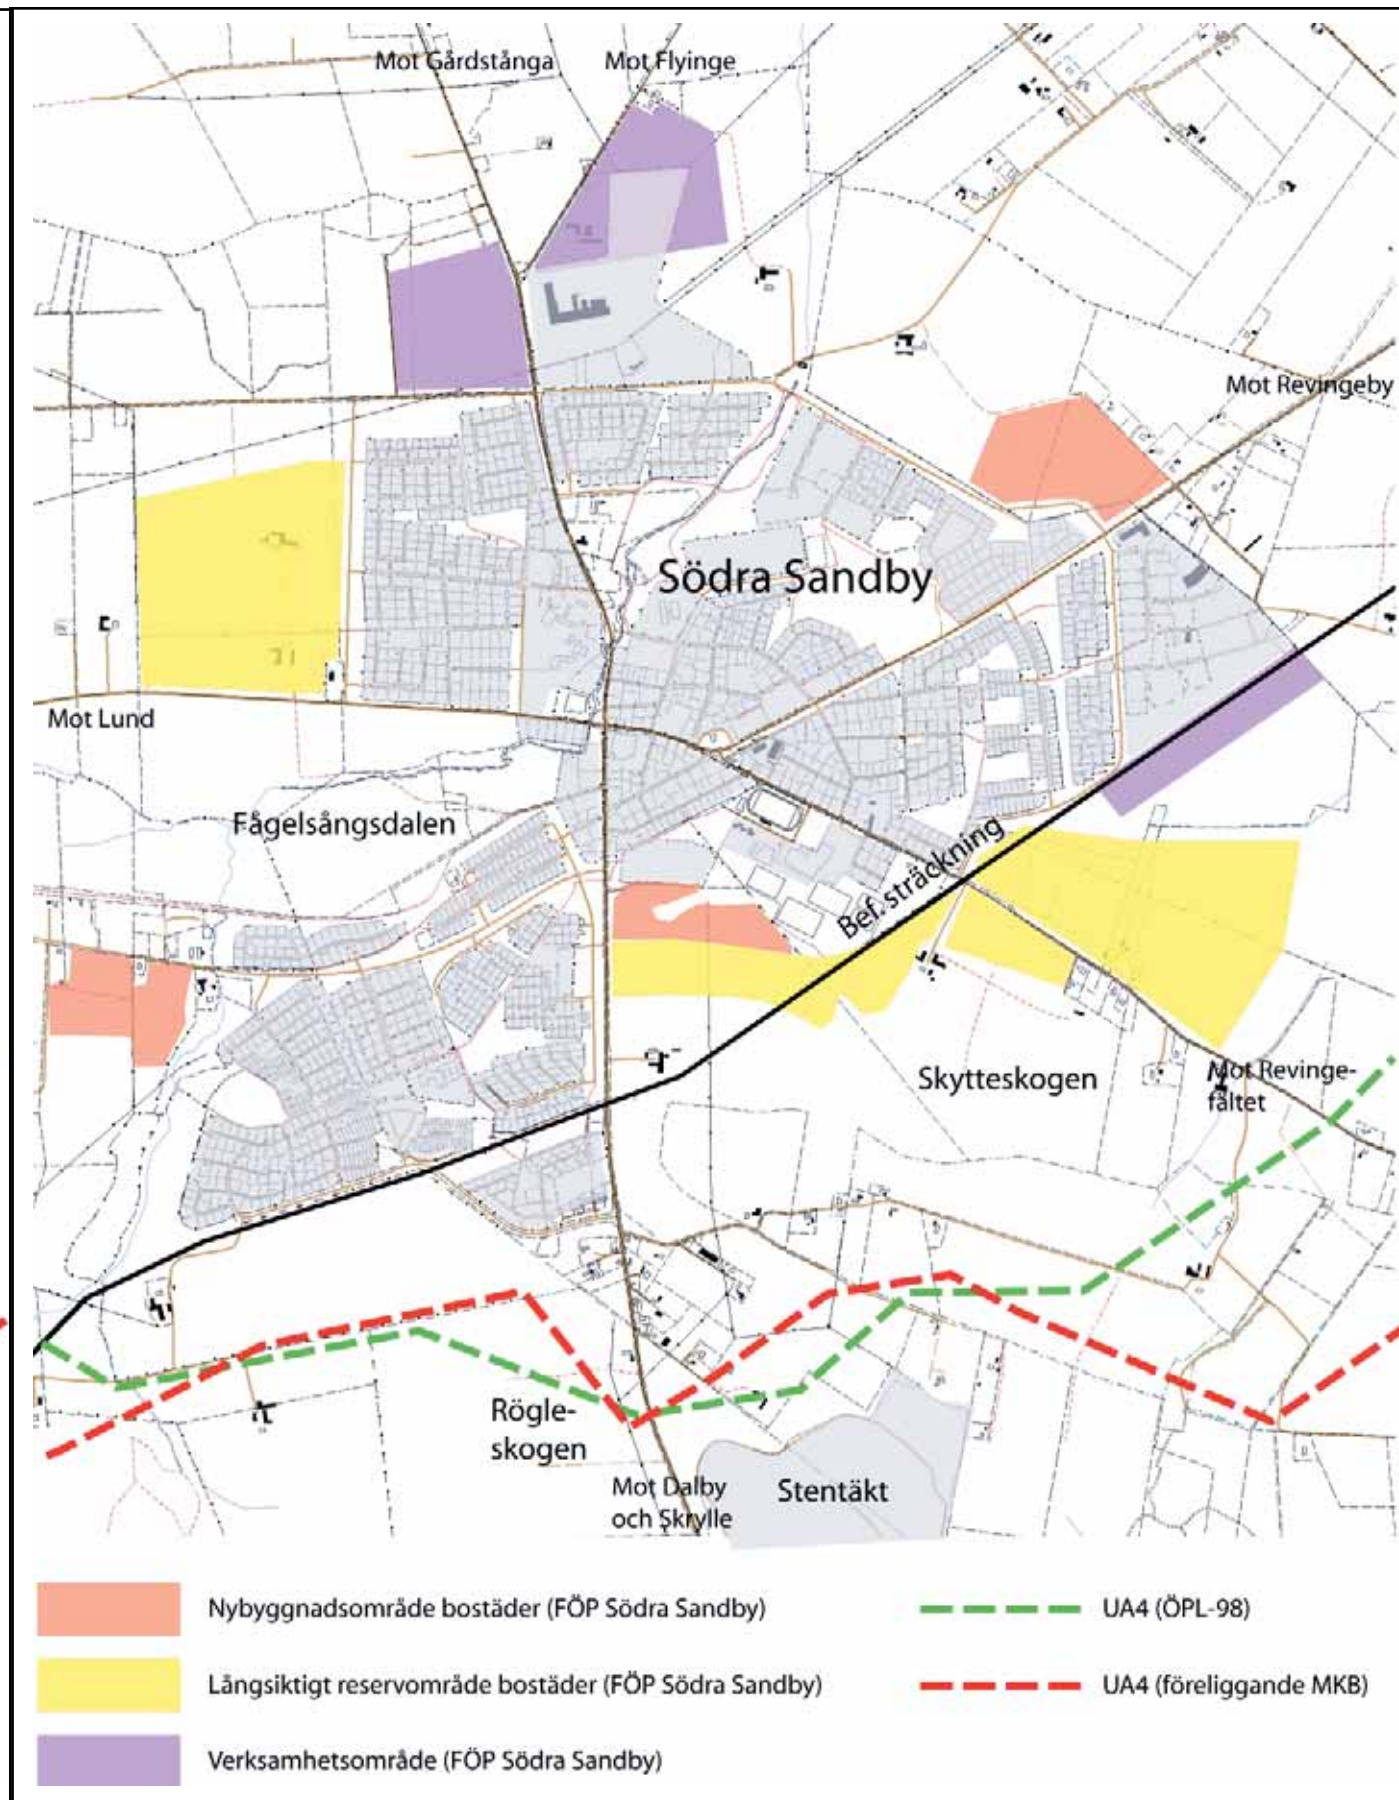 Mot Gårdstånga
Mot Flyinge
Mot Revingeby
Södra Sandby
Mot Lund
Fågelsångsdalen
Bef. sträckning
Skytteskogen
Mot Revinge-
fältet
Rögle-
skogen
Mot Dalby
och Skrylle
Stentäkt
Nybyggnadsområde bostäder (FÖP Södra Sandby)
UA4 (ÖPL-98)
Långsiktigt reservområde bostäder (FÖP Södra Sandby)
UA4 (föreliggande MKB)
Verksamhetsområde (FÖP Södra Sandby)